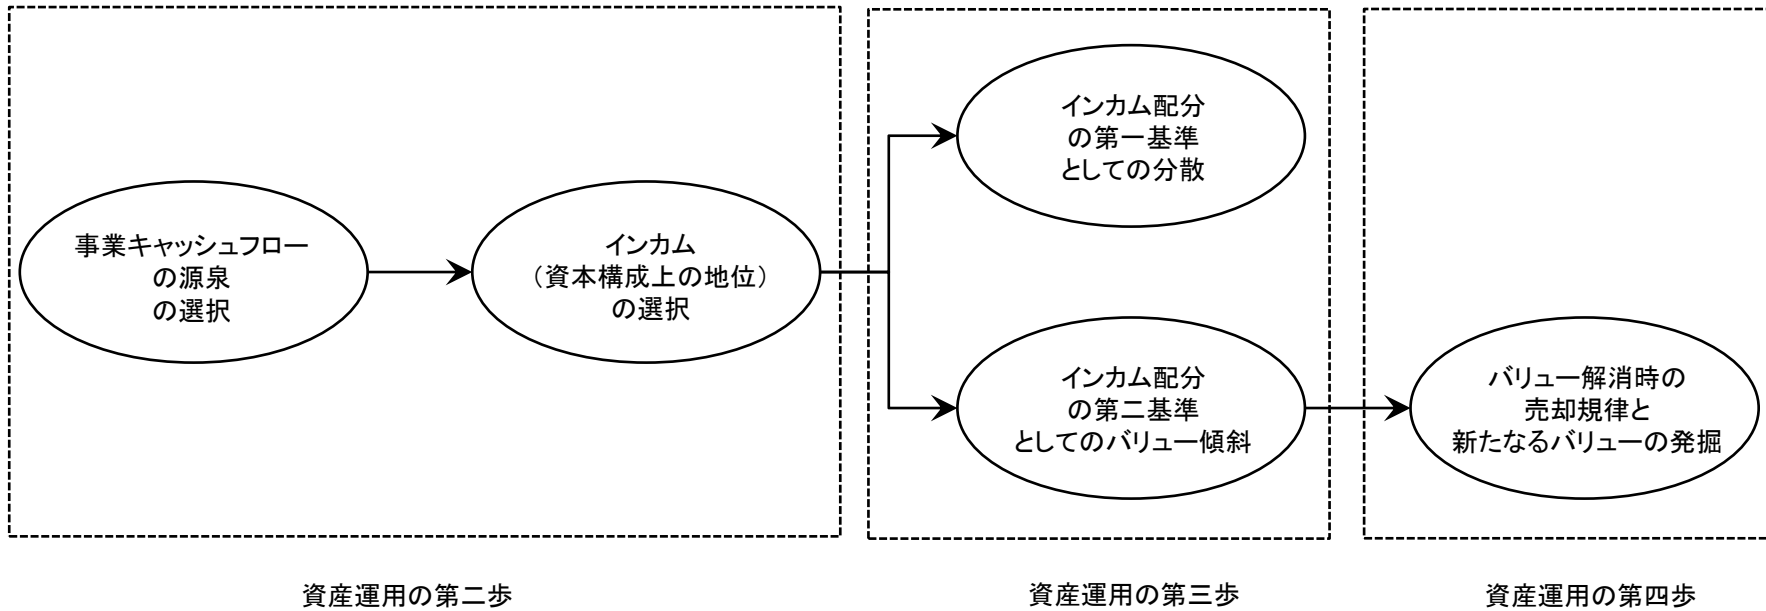 事業キャッシュフロー
の源泉
の選択
インカム
（資本構成上の地位）
の選択
インカム配分
の第一基準
としての分散
インカム配分
の第二基準
としてのバリュー傾斜
バリュー解消時の
売却規律と
新たなるバリューの発掘
資産運用の第二歩
資産運用の第三歩
資産運用の第四歩